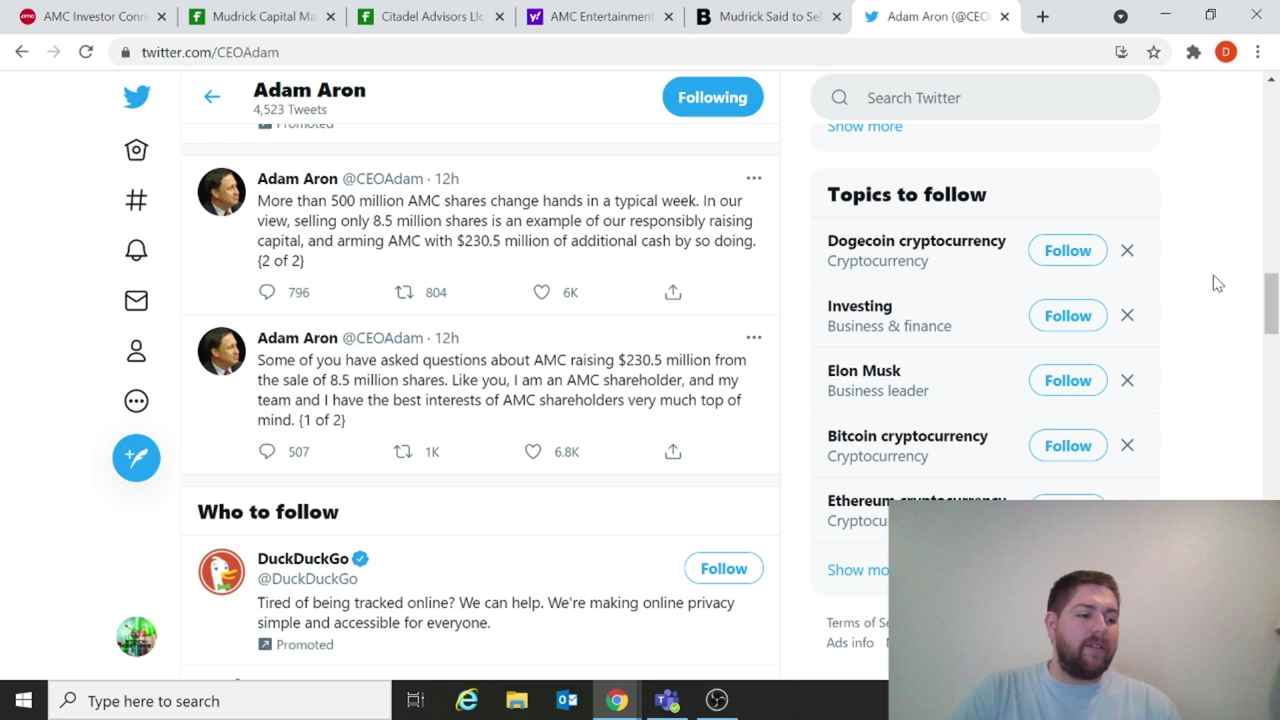 AMC Investor Conn
Mudrick Capital Ma
Citadel Advisors Llc
AMC Entertainment
Mudrick Said to Sell
Adam Aron (@CEO
twitter.com/CEOAdam
D
Adam Aron
4,523 Tweets
Following
Search Twitter
Promoted
Show more
Adam Aron @CEOAdam · 12h
More than 500 million AMC shares change hands in a typical week. In our
view, selling only 8.5 million shares is an example of our responsibly raising
capital, and arming AMC with $230.5 million of additional cash by so doing.
{2 of 2}
796
804
6K
Adam Aron @CEOAdam · 12h
Some of you have asked questions about AMC raising $230.5 million from
the sale of 8.5 million shares. Like you, I am an AMC shareholder, and my
team and I have the best interests of AMC shareholders very much top of
mind. {1 of 2}
507
1K
6.8K
Who to follow
DuckDuckGo
@DuckDuckGo
Follow
Tired of being tracked online? We can help. We're making online privacy
simple and accessible for everyone.
Promoted
Topics to follow
Dogecoin cryptocurrency
Cryptocurrency
Follow
Investing
Business & finance
Follow
Elon Musk
Business leader
Follow
Bitcoin cryptocurrency
Cryptocurrency
Follow
Ethereum cryptocurrency
Cryptocu
Show mo
Terms of Se
Ads info
Type here to search